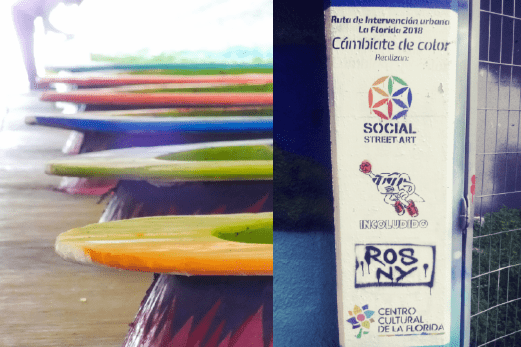 Ruta de Intervención urbana
La Florida 2018
Cámbiate de color
Realizan:
SOCIAL
STREET ART
INCOLUDIDO
ROS
NY
CENTRO
CULTURAL
DE LA FLORIDA